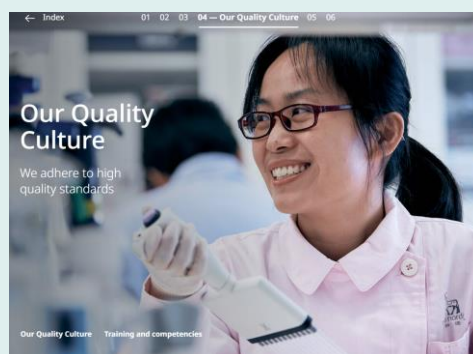 ← Index
01 02 03 04 — Our Quality Culture 05 06
Our Quality
Culture
We adhere to high
quality standards
Our Quality Culture Training and competencies